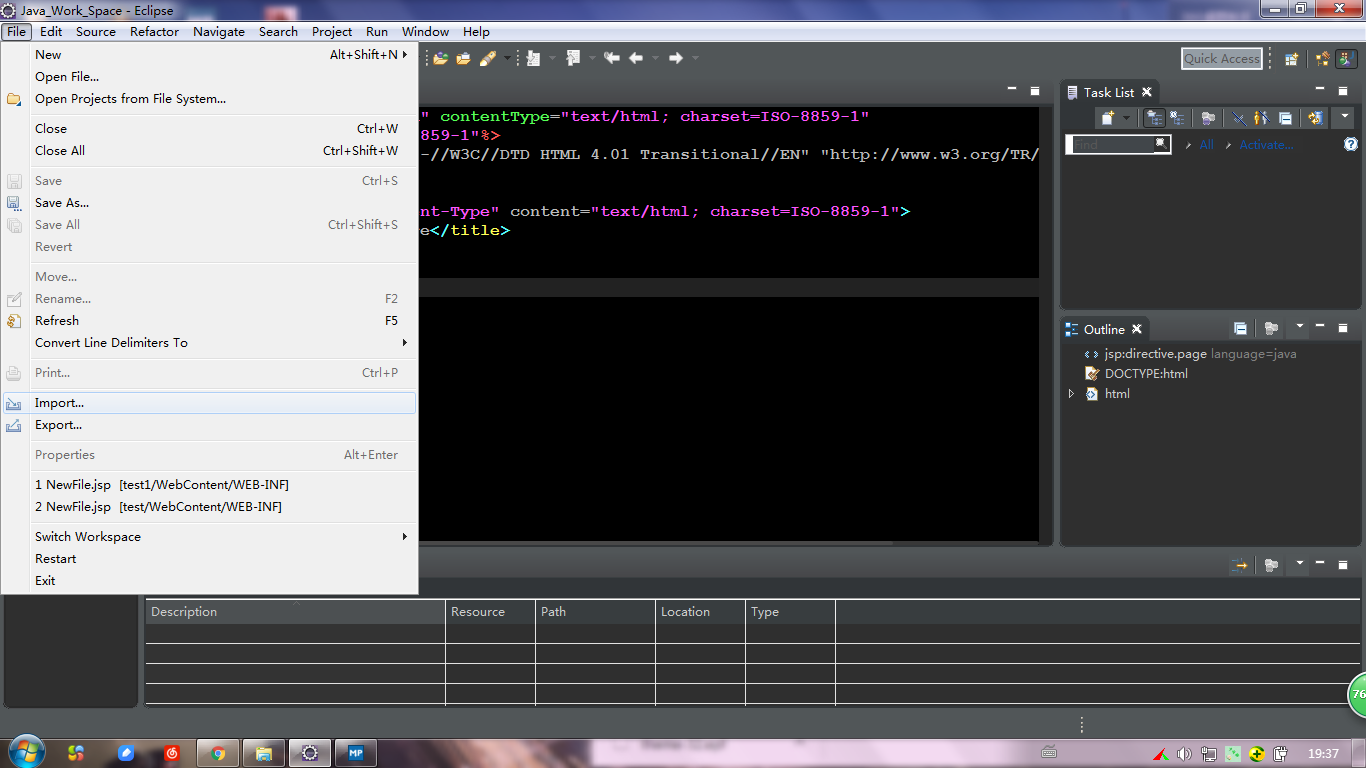 Java_Work_Space - Eclipse
File Edit Source Refactor Navigate Search Project Run Window Help
New Alt+Shift+N
Open File...
Open Projects from File System...
Close Ctrl+W
Close All Ctrl+Shift+W
Save Ctrl+S
Save As...
Save All Ctrl+Shift+S
Revert
Move...
Rename... F2
Refresh F5
Convert Line Delimiters To
Print... Ctrl+P
Import...
Export...
Properties Alt+Enter
1 NewFile.jsp [test1/WebContent/WEB-INF]
2 NewFile.jsp [test/WebContent/WEB-INF]
Switch Workspace
Restart
Exit
Quick Access
" contentType="text/html; charset=ISO-8859-1"
859-1"%>
-//W3C//DTD HTML 4.01 Transitional//EN" "http://www.w3.org/TR/
nt-Type" content="text/html; charset=ISO-8859-1">
e</title>
Task List
Find All Activate...
Outline
jsp:directive.page language=java
DOCTYPE:html
html
Description Resource Path Location Type
76
MP
19:37